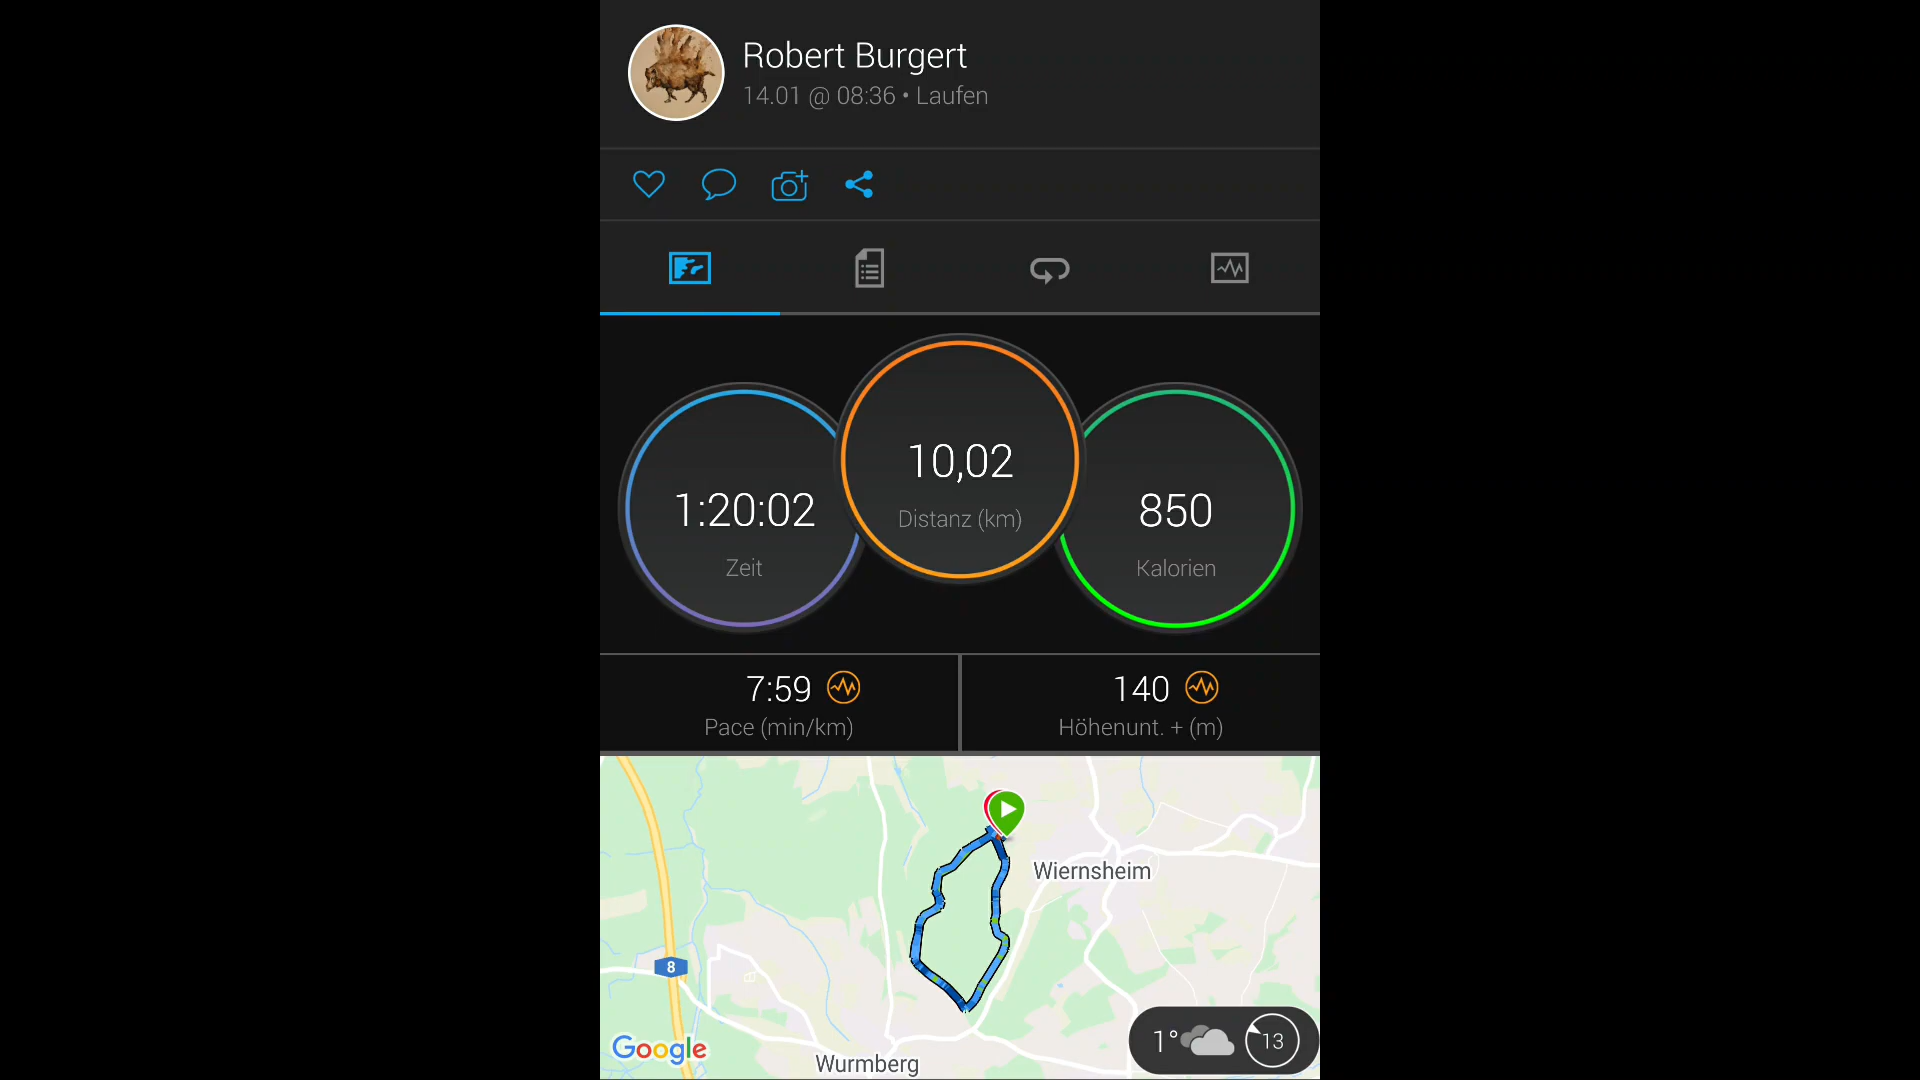 Robert Burgert
14.01 @ 08:36 • Laufen
10,02
Distanz (km)
1:20:02
Zeit
850
Kalorien
7:59
Pace (min/km)
140
Höhenunt. + (m)
Wiernsheim
8
Wurmberg
Google
1°
13